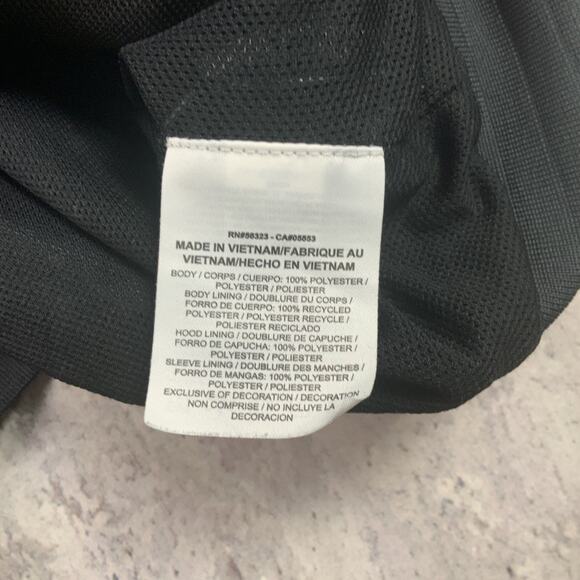 RN#56323 - CA#05553
MADE IN VIETNAM/FABRIQUE AU
VIETNAM/HECHO EN VIETNAM
BODY / CORPS / CUERPO: 100% POLYESTER /
POLYESTER / POLIESTER
BODY LINING / DOUBLURE DU CORPS /
FORRO DE CUERPO: 100% RECYCLED
POLYESTER / POLYESTER RECYCLE /
POLIESTER RECICLADO
HOOD LINING / DOUBLURE DE CAPUCHE /
FORRO DE CAPUCHA: 100% POLYESTER /
POLYESTER / POLIESTER
SLEEVE LINING / DOUBLURE DES MANCHES /
FORRO DE MANGAS: 100% POLYESTER /
POLYESTER / POLIESTER
EXCLUSIVE OF DECORATION / DECORATION
NON COMPRISE / NO INCLUYE LA
DECORACION